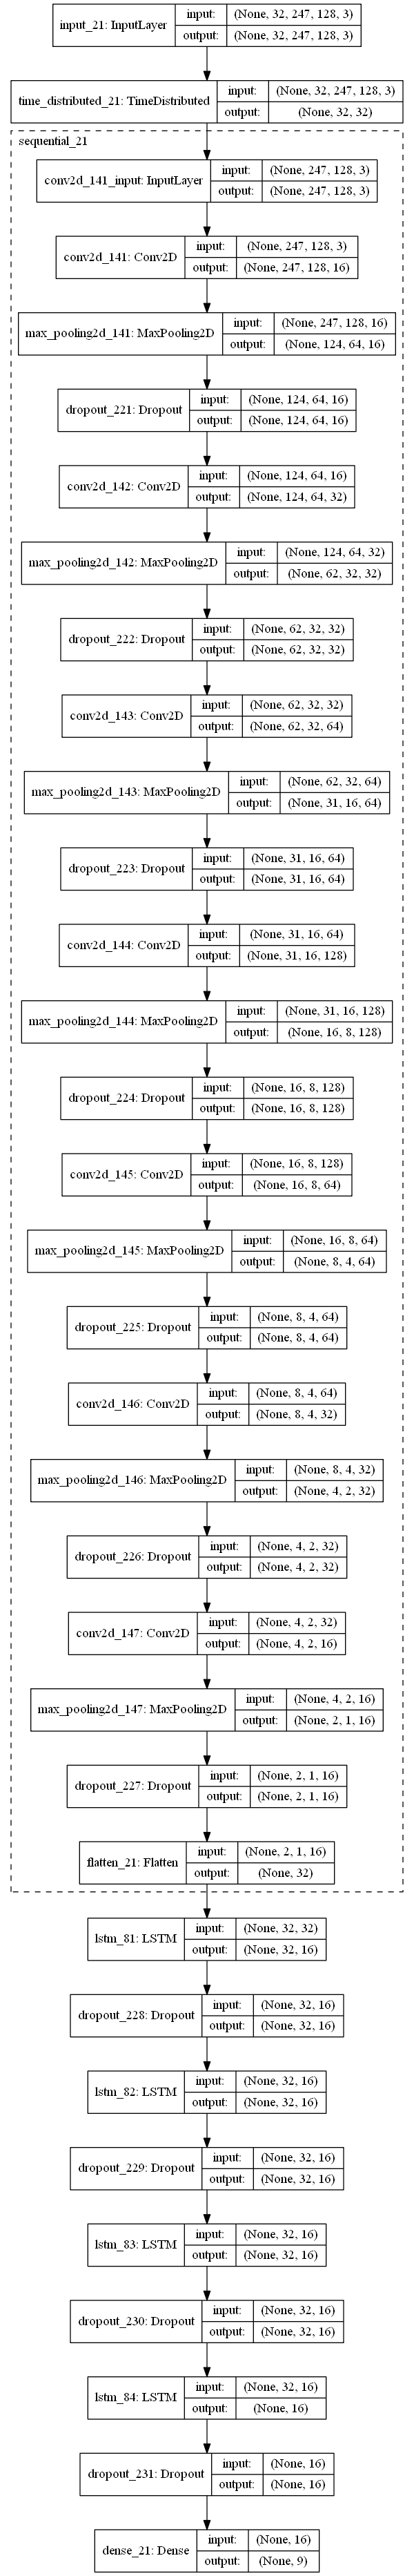 input_21: InputLayer
input: (None, 32, 247, 128, 3)
output: (None, 32, 247, 128, 3)
time_distributed_21: TimeDistributed
input: (None, 32, 247, 128, 3)
output: (None, 32, 32)
sequential_21
conv2d_141_input: InputLayer
input: (None, 247, 128, 3)
output: (None, 247, 128, 3)
conv2d_141: Conv2D
input: (None, 247, 128, 3)
output: (None, 247, 128, 16)
max_pooling2d_141: MaxPooling2D
input: (None, 247, 128, 16)
output: (None, 124, 64, 16)
dropout_221: Dropout
input: (None, 124, 64, 16)
output: (None, 124, 64, 16)
conv2d_142: Conv2D
input: (None, 124, 64, 16)
output: (None, 124, 64, 32)
max_pooling2d_142: MaxPooling2D
input: (None, 124, 64, 32)
output: (None, 62, 32, 32)
dropout_222: Dropout
input: (None, 62, 32, 32)
output: (None, 62, 32, 32)
conv2d_143: Conv2D
input: (None, 62, 32, 32)
output: (None, 62, 32, 64)
max_pooling2d_143: MaxPooling2D
input: (None, 62, 32, 64)
output: (None, 31, 16, 64)
dropout_223: Dropout
input: (None, 31, 16, 64)
output: (None, 31, 16, 64)
conv2d_144: Conv2D
input: (None, 31, 16, 64)
output: (None, 31, 16, 128)
max_pooling2d_144: MaxPooling2D
input: (None, 31, 16, 128)
output: (None, 16, 8, 128)
dropout_224: Dropout
input: (None, 16, 8, 128)
output: (None, 16, 8, 128)
conv2d_145: Conv2D
input: (None, 16, 8, 128)
output: (None, 16, 8, 64)
max_pooling2d_145: MaxPooling2D
input: (None, 16, 8, 64)
output: (None, 8, 4, 64)
dropout_225: Dropout
input: (None, 8, 4, 64)
output: (None, 8, 4, 64)
conv2d_146: Conv2D
input: (None, 8, 4, 64)
output: (None, 8, 4, 32)
max_pooling2d_146: MaxPooling2D
input: (None, 8, 4, 32)
output: (None, 4, 2, 32)
dropout_226: Dropout
input: (None, 4, 2, 32)
output: (None, 4, 2, 32)
conv2d_147: Conv2D
input: (None, 4, 2, 32)
output: (None, 4, 2, 16)
max_pooling2d_147: MaxPooling2D
input: (None, 4, 2, 16)
output: (None, 2, 1, 16)
dropout_227: Dropout
input: (None, 2, 1, 16)
output: (None, 2, 1, 16)
flatten_21: Flatten
input: (None, 2, 1, 16)
output: (None, 32)
lstm_81: LSTM
input: (None, 32, 32)
output: (None, 32, 16)
dropout_228: Dropout
input: (None, 32, 16)
output: (None, 32, 16)
lstm_82: LSTM
input: (None, 32, 16)
output: (None, 32, 16)
dropout_229: Dropout
input: (None, 32, 16)
output: (None, 32, 16)
lstm_83: LSTM
input: (None, 32, 16)
output: (None, 32, 16)
dropout_230: Dropout
input: (None, 32, 16)
output: (None, 32, 16)
lstm_84: LSTM
input: (None, 32, 16)
output: (None, 16)
dropout_231: Dropout
input: (None, 16)
output: (None, 16)
dense_21: Dense
input: (None, 16)
output: (None, 9)